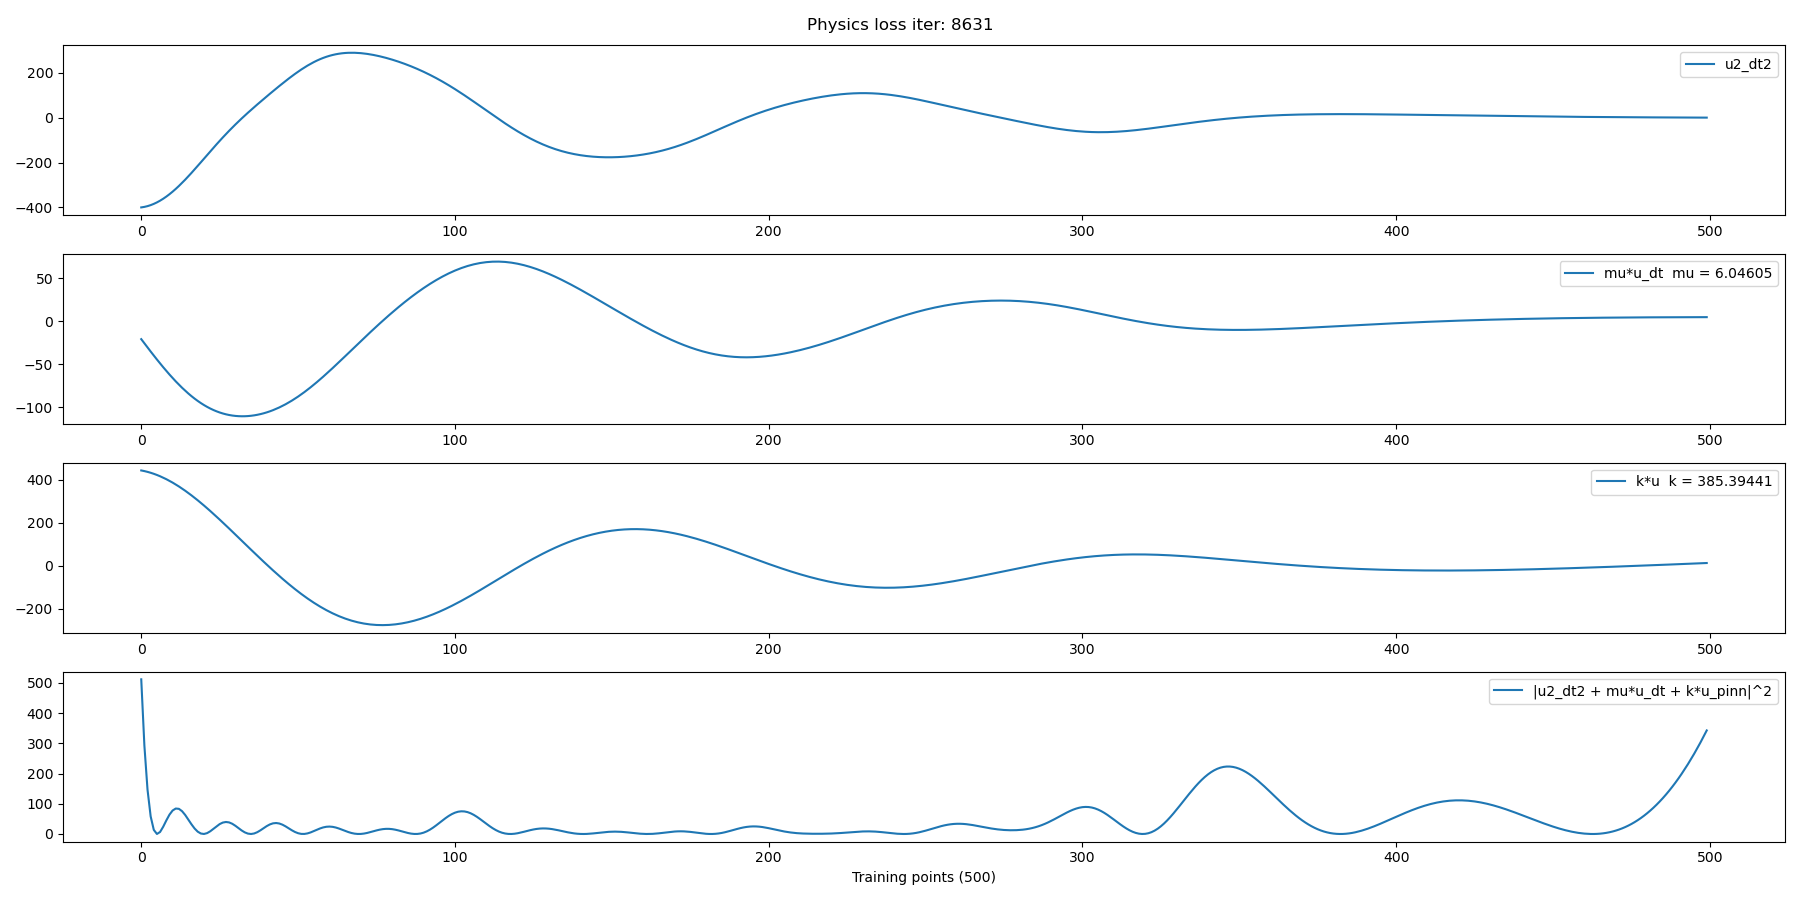 Physics loss iter: 8631
200
0
−200
−400
u2_dt2
0 100 200 300 400 500
50
0
−50
−100
mu*u_dt  mu = 6.04605
0 100 200 300 400 500
400
200
0
−200
k*u  k = 385.39441
0 100 200 300 400 500
500
400
300
200
100
0
|u2_dt2 + mu*u_dt + k*u_pinn|^2
0 100 200 300 400 500
Training points (500)